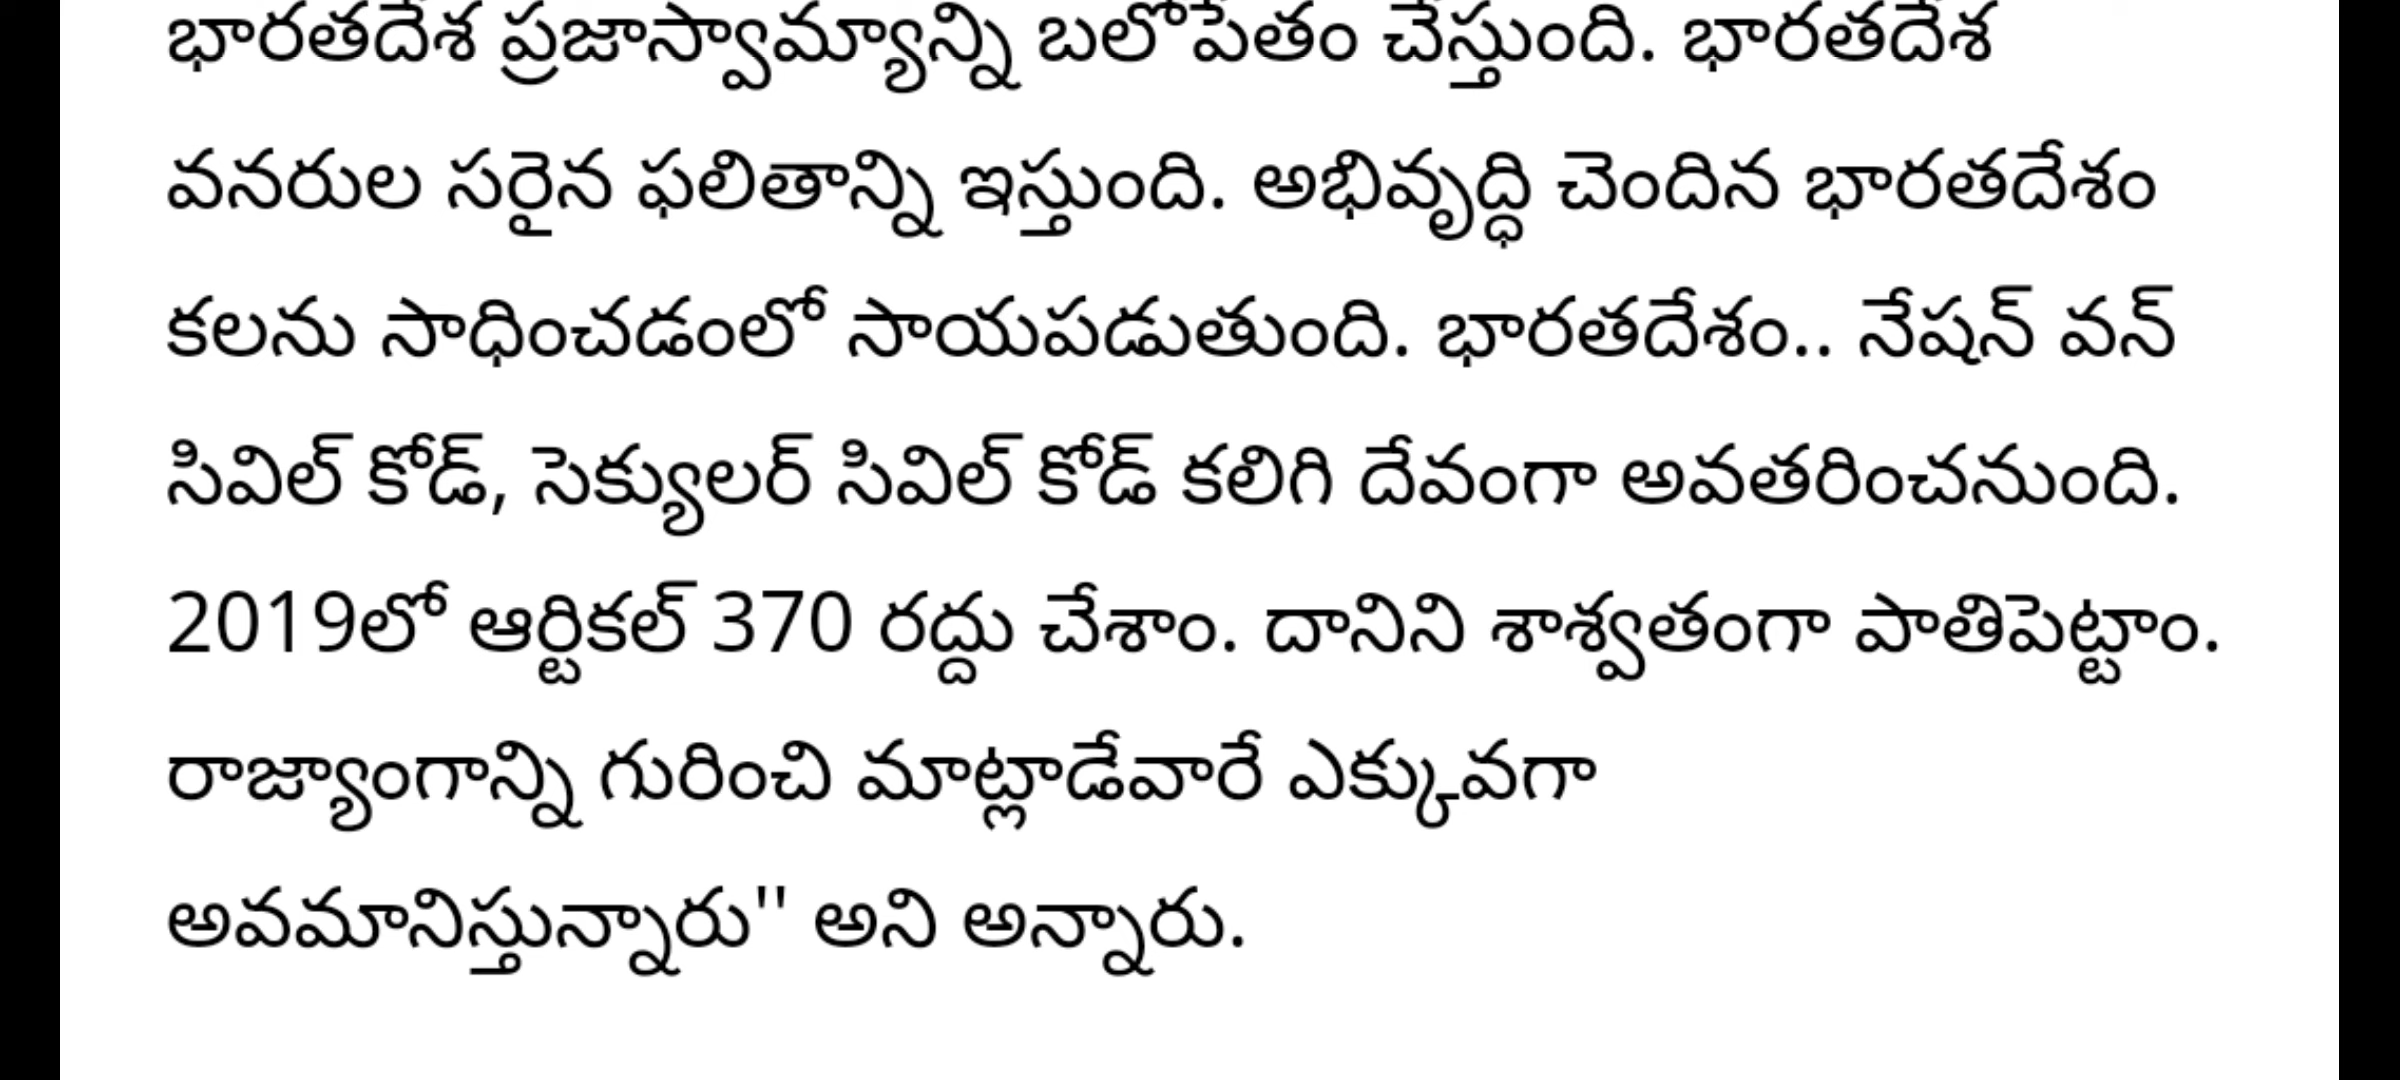 భారతదేశ ప్రజాస్వామ్యాన్ని బలోపేతం చేస్తుంది. భారతదేశ
వనరుల సరైన ఫలితాన్ని ఇస్తుంది. అభివృద్ధి చెందిన భారతదేశం
కలను సాధించడంలో సాయపడుతుంది. భారతదేశం.. నేషన్ వన్
సివిల్ కోడ్, సెక్యులర్ సివిల్ కోడ్ కలిగి దేవంగా అవతరించనుంది.
2019లో ఆర్టికల్ 370 రద్దు చేశాం. దానిని శాశ్వతంగా పాతిపెట్టాం.
రాజ్యాంగాన్ని గురించి మాట్లాడేవారే ఎక్కువగా
అవమానిస్తున్నారు'' అని అన్నారు.